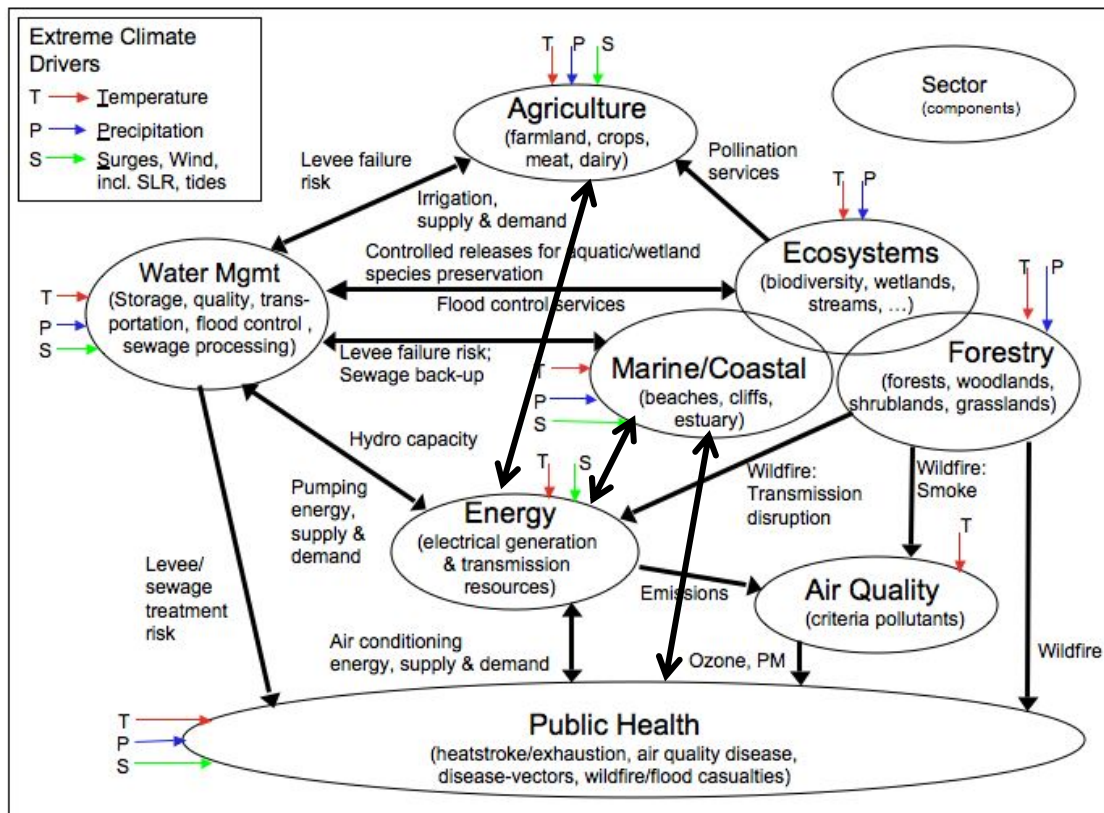 Extreme Climate
Drivers
T Temperature
P Precipitation
S Surges, Wind,
incl. SLR, tides
T P S
Agriculture
(farmland, crops,
meat, dairy)
Sector
(components)
Levee failure
risk
Pollination
services
Irrigation,
supply & demand
T P
Ecosystems
(biodiversity, wetlands,
streams, ...)
Controlled releases for aquatic/wetland
species preservation
Flood control services
T
P
S
Water Mgmt
(Storage, quality, trans-
portation, flood control ,
sewage processing)
T P
Forestry
(forests, woodlands,
shrublands, grasslands)
Levee failure risk;
Sewage back-up
T
P
S
Marine/Coastal
(beaches, cliffs,
estuary)
Hydro capacity
Pumping
energy,
supply &
demand
T S
Energy
(electrical generation
& transmission
resources)
Wildfire:
Transmission
disruption
Wildfire:
Smoke
T
Air Quality
(criteria pollutants)
Emissions
Levee/
sewage
treatment
risk
Air conditioning
energy, supply & demand
Ozone, PM
Wildfire
T
P
S
Public Health
(heatstroke/exhaustion, air quality disease,
disease-vectors, wildfire/flood casualties)